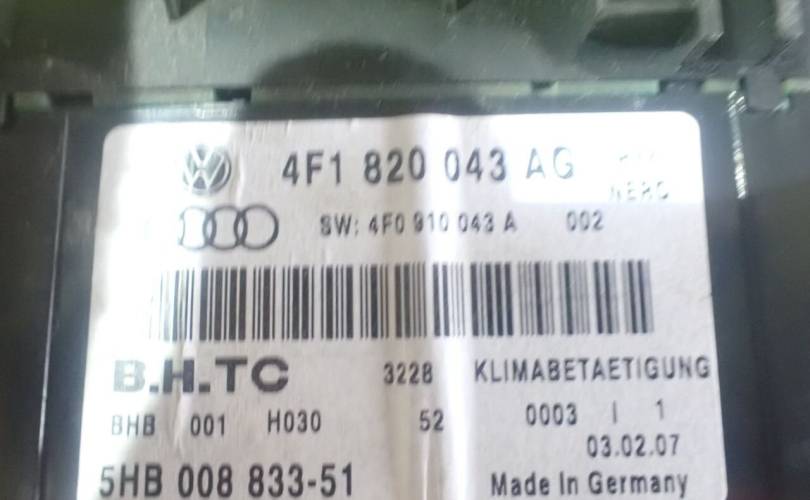 4F1 820 043 AG
SW: 4F0 910 043 A 002
B.H.TC 3228 KLIMABETAETIGUNG
BHB 001 H030 52 0003 I 1
03.02.07
5HB 008 833-51 Made In Germany